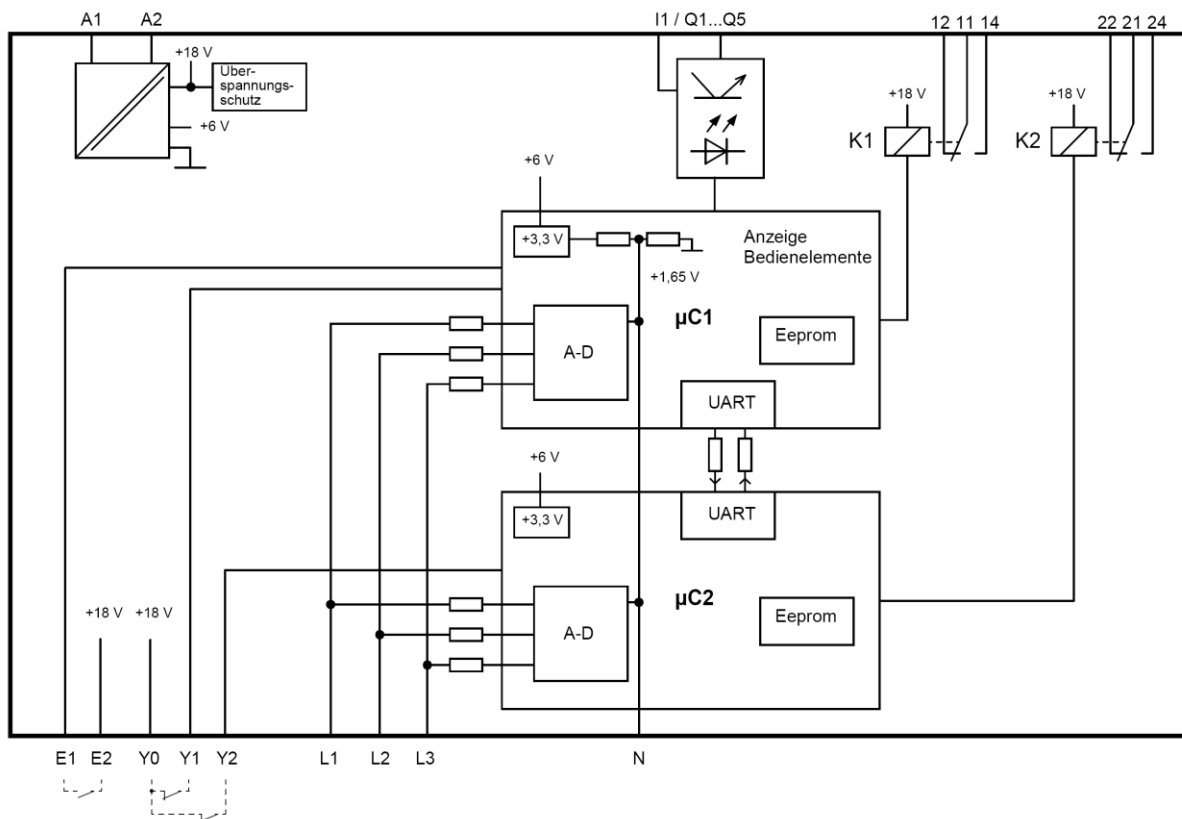 A1 A2 I1 / Q1...Q5 12 11 14 22 21 24
+18 V
Über-
spannungs-
schutz
+6 V
+18 V
K1
+18 V
K2
+6 V
+3,3 V
Anzeige
Bedienelemente
+1,65 V
µC1
A-D
Eeprom
UART
+6 V
+3,3 V
UART
µC2
A-D
Eeprom
+18 V +18 V
E1 E2 Y0 Y1 Y2 L1 L2 L3 N